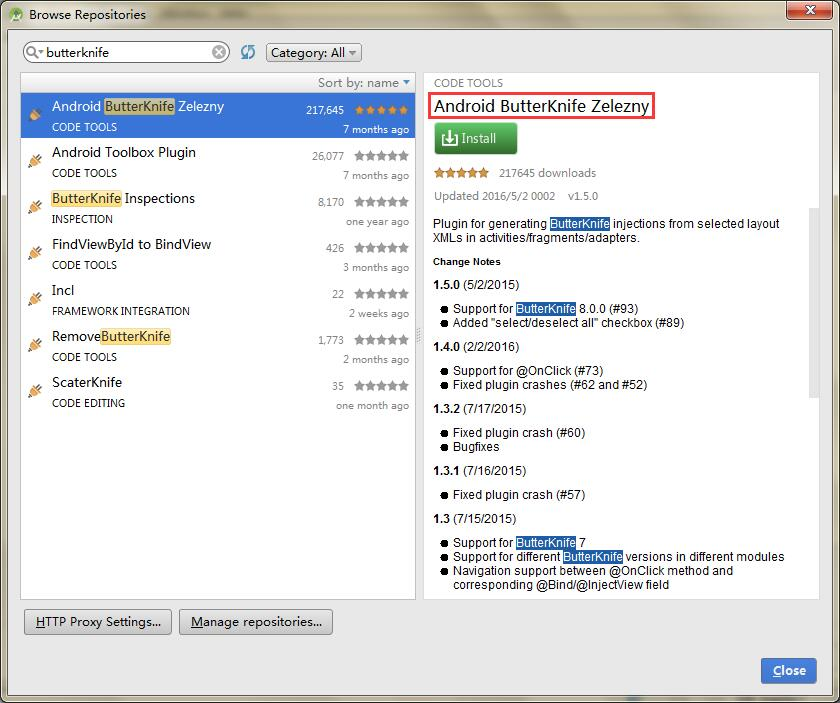 Browse Repositories
butterknife
Category: All
Sort by: name
Android ButterKnife Zelezny
217,645
CODE TOOLS
7 months ago
Android Toolbox Plugin
26,077
CODE TOOLS
7 months ago
ButterKnife Inspections
8,170
INSPECTION
one year ago
FindViewById to BindView
426
CODE TOOLS
3 months ago
Incl
22
FRAMEWORK INTEGRATION
2 weeks ago
RemoveButterKnife
1,773
CODE TOOLS
2 months ago
ScaterKnife
35
CODE EDITING
one month ago
CODE TOOLS
Android ButterKnife Zelezny
Install
217645 downloads
Updated 2016/5/2 0002 v1.5.0
Plugin for generating ButterKnife injections from selected layout
XMLs in activities/fragments/adapters.
Change Notes
1.5.0 (5/2/2015)
● Support for ButterKnife 8.0.0 (#93)
● Added "select/deselect all" checkbox (#89)
1.4.0 (2/2/2016)
● Support for @OnClick (#73)
● Fixed plugin crashes (#62 and #52)
1.3.2 (7/17/2015)
● Fixed plugin crash (#60)
● Bugfixes
1.3.1 (7/16/2015)
● Fixed plugin crash (#57)
1.3 (7/15/2015)
● Support for ButterKnife 7
● Support for different ButterKnife versions in different modules
● Navigation support between @OnClick method and
corresponding @Bind/@InjectView field
HTTP Proxy Settings...
Manage repositories...
Close